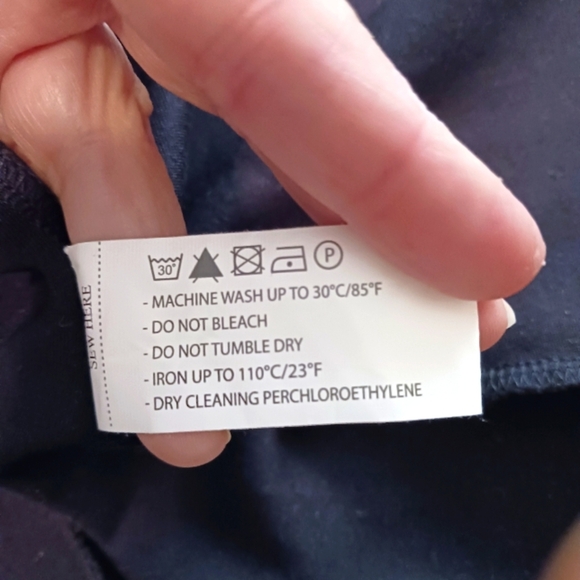 30°
P
- MACHINE WASH UP TO 30°C/85°F
- DO NOT BLEACH
- DO NOT TUMBLE DRY
- IRON UP TO 110°C/23°F
- DRY CLEANING PERCHLOROETHYLENE
SEW HERE